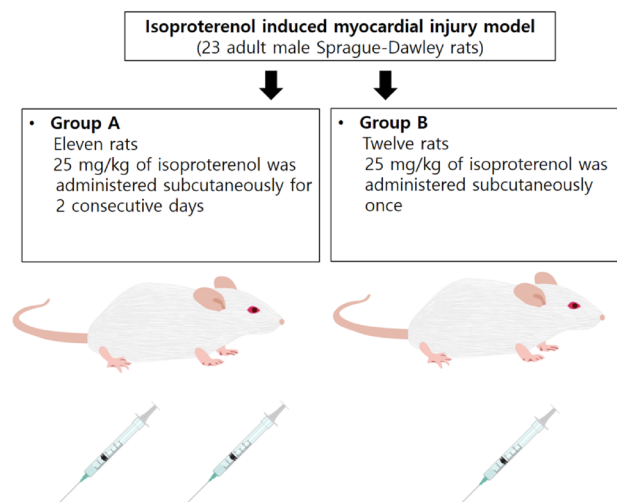 Isoproterenol induced myocardial injury model
(23 adult male Sprague-Dawley rats)
• Group A
Eleven rats
25 mg/kg of isoproterenol was
administered subcutaneously for
2 consecutive days
• Group B
Twelve rats
25 mg/kg of isoproterenol was
administered subcutaneously
once